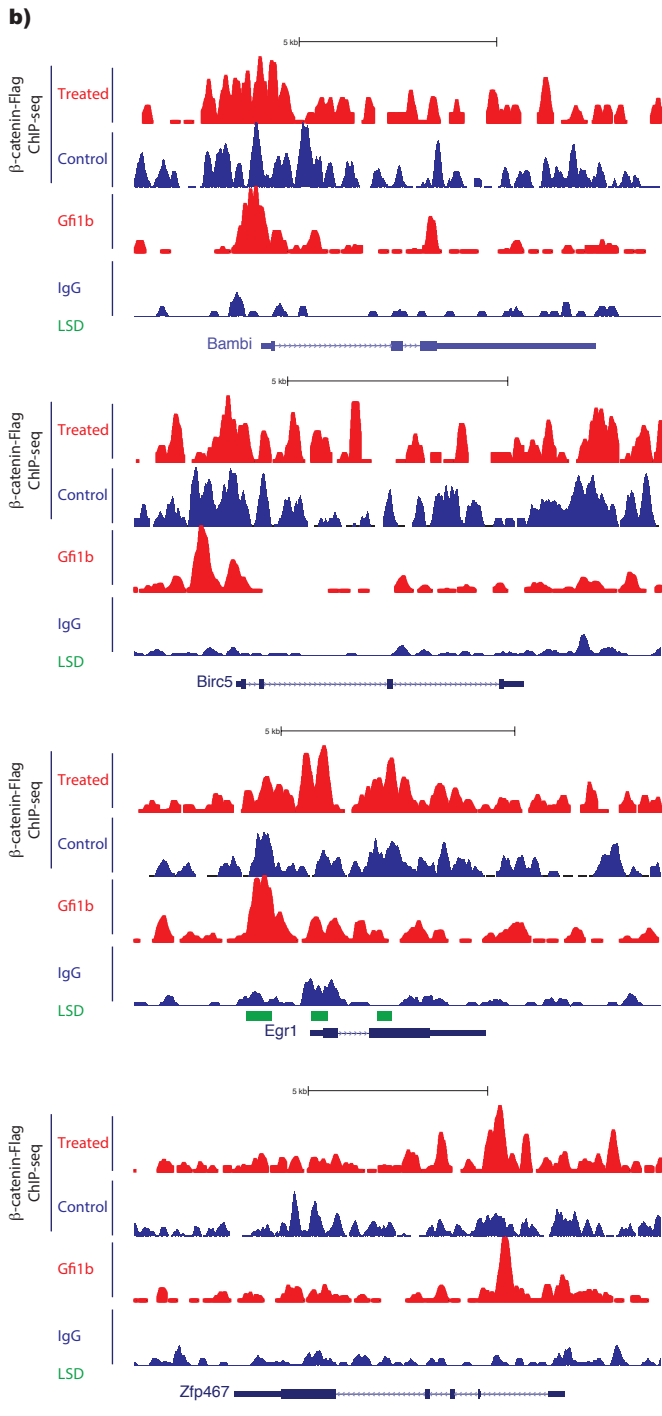 b)
5 kb
β-catenin-Flag
ChIP-seq
Treated
Control
Gfi1b
IgG
LSD
Bambi
5 kb
β-catenin-Flag
ChIP-seq
Treated
Control
Gfi1b
IgG
LSD
Birc5
5 kb
β-catenin-Flag
ChIP-seq
Treated
Control
Gfi1b
IgG
LSD
Egr1
5 kb
β-catenin-Flag
ChIP-seq
Treated
Control
Gfi1b
IgG
LSD
Zfp467